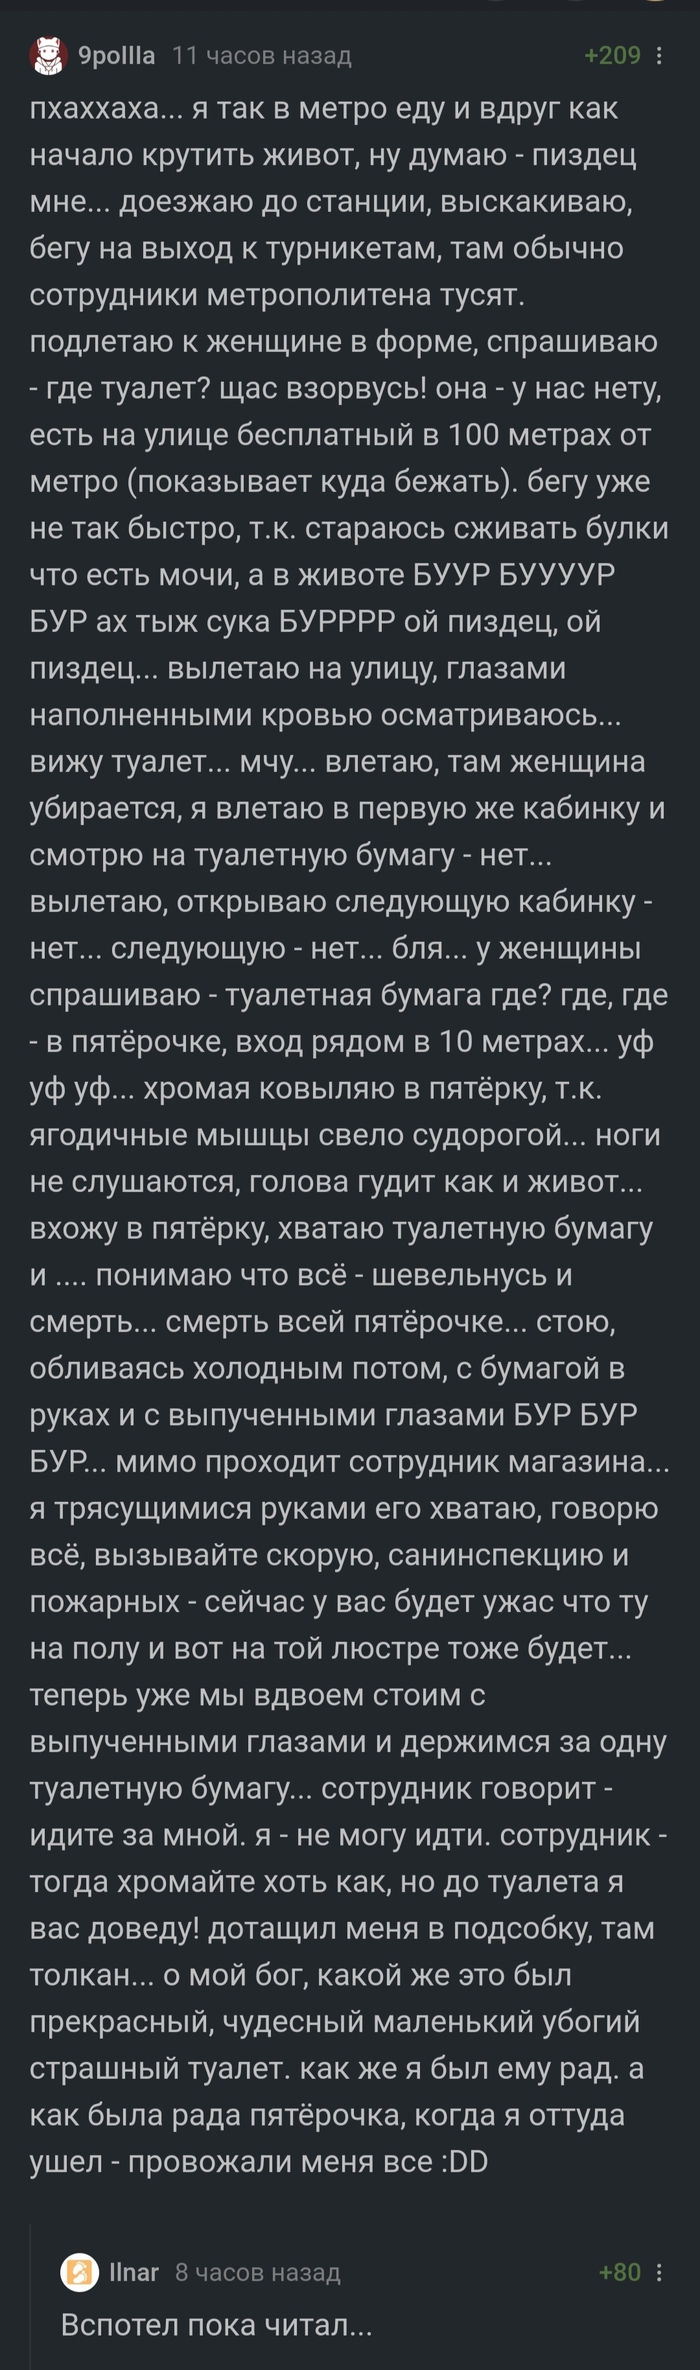 9pollla 11 часов назад +209
пхаххаха... я так в метро еду и вдруг как
начало крутить живот, ну думаю - пиздец
мне... доезжаю до станции, выскакиваю,
бегу на выход к турникетам, там обычно
сотрудники метрополитена тусят.
подлетаю к женщине в форме, спрашиваю
- где туалет? щас взорвусь! она - у нас нету,
есть на улице бесплатный в 100 метрах от
метро (показывает куда бежать). бегу уже
не так быстро, т.к. стараюсь сживать булки
что есть мочи, а в животе БУУР БУУУУР
БУР ах тыж сука БУРРРР ой пиздец, ой
пиздец... вылетаю на улицу, глазами
наполненными кровью осматриваюсь...
вижу туалет... мчу... влетаю, там женщина
убирается, я влетаю в первую же кабинку и
смотрю на туалетную бумагу - нет...
вылетаю, открываю следующую кабинку -
нет... следующую - нет... бля... у женщины
спрашиваю - туалетная бумага где? где, где
- в пятёрочке, вход рядом в 10 метрах... уф
уф уф... хромая ковыляю в пятёрку, т.к.
ягодичные мышцы свело судорогой... ноги
не слушаются, голова гудит как и живот...
вхожу в пятёрку, хватаю туалетную бумагу
и .... понимаю что всё - шевельнусь и
смерть... смерть всей пятёрочке... стою,
обливаясь холодным потом, с бумагой в
руках и с выпученными глазами БУР БУР
БУР... мимо проходит сотрудник магазина...
я трясущимися руками его хватаю, говорю
всё, вызывайте скорую, санинспекцию и
пожарных - сейчас у вас будет ужас что ту
на полу и вот на той люстре тоже будет...
теперь уже мы вдвоем стоим с
выпученными глазами и держимся за одну
туалетную бумагу... сотрудник говорит -
идите за мной. я - не могу идти. сотрудник -
тогда хромайте хоть как, но до туалета я
вас доведу! дотащил меня в подсобку, там
толкан... о мой бог, какой же это был
прекрасный, чудесный маленький убогий
страшный туалет. как же я был ему рад. а
как была рада пятёрочка, когда я оттуда
ушел - провожали меня все :DD
Ilnar 8 часов назад +80
Вспотел пока читал...